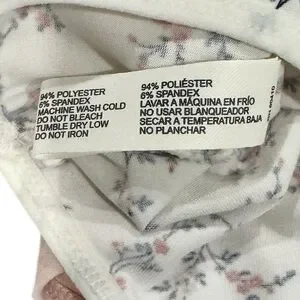 94% POLYESTER
6% SPANDEX
MACHINE WASH COLD
DO NOT BLEACH
TUMBLE DRY LOW
DO NOT IRON
94% POLIÉSTER
6% SPANDEX
LAVAR A MÁQUINA EN FRÍO
NO USAR BLANQUEADOR
SECAR A TEMPERATURA BAJA
NO PLANCHAR